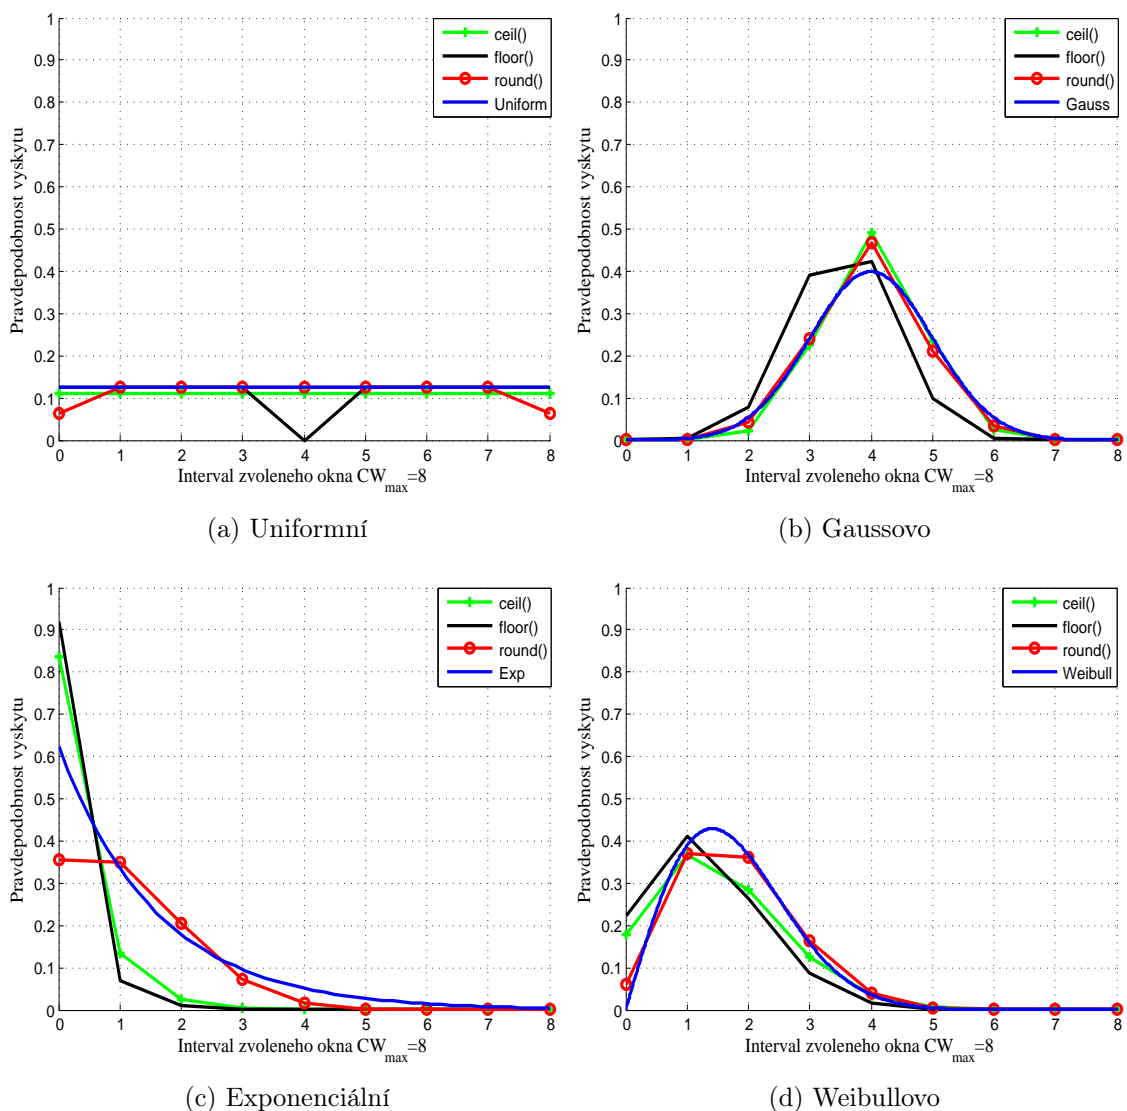 1
0.9
0.8
0.7
0.6
0.5
0.4
0.3
0.2
0.1
0
0 1 2 3 4 5 6 7 8
Pravdepodobnost vyskytu
Interval zvoleneho okna CWmax=8
ceil()
floor()
round()
Uniform
(a) Uniformní
1
0.9
0.8
0.7
0.6
0.5
0.4
0.3
0.2
0.1
0
0 1 2 3 4 5 6 7 8
Pravdepodobnost vyskytu
Interval zvoleneho okna CWmax=8
ceil()
floor()
round()
Gauss
(b) Gaussovo
1
0.9
0.8
0.7
0.6
0.5
0.4
0.3
0.2
0.1
0
0 1 2 3 4 5 6 7 8
Pravdepodobnost vyskytu
Interval zvoleneho okna CWmax=8
ceil()
floor()
round()
Exp
(c) Exponenciální
1
0.9
0.8
0.7
0.6
0.5
0.4
0.3
0.2
0.1
0
0 1 2 3 4 5 6 7 8
Pravdepodobnost vyskytu
Interval zvoleneho okna CWmax=8
ceil()
floor()
round()
Weibull
(d) Weibullovo